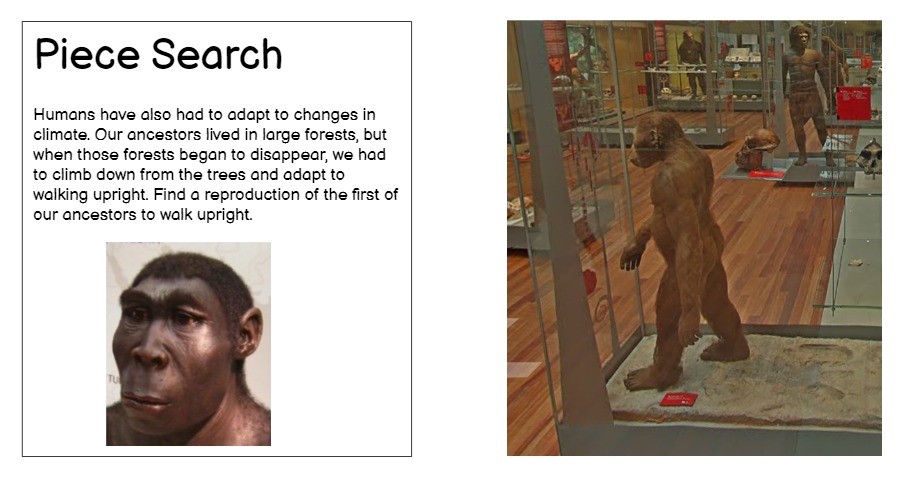 Piece Search
Humans have also had to adapt to changes in
climate. Our ancestors lived in large forests, but
when those forests began to disappear, we had
to climb down from the trees and adapt to
walking upright. Find a reproduction of the first of
our ancestors to walk upright.